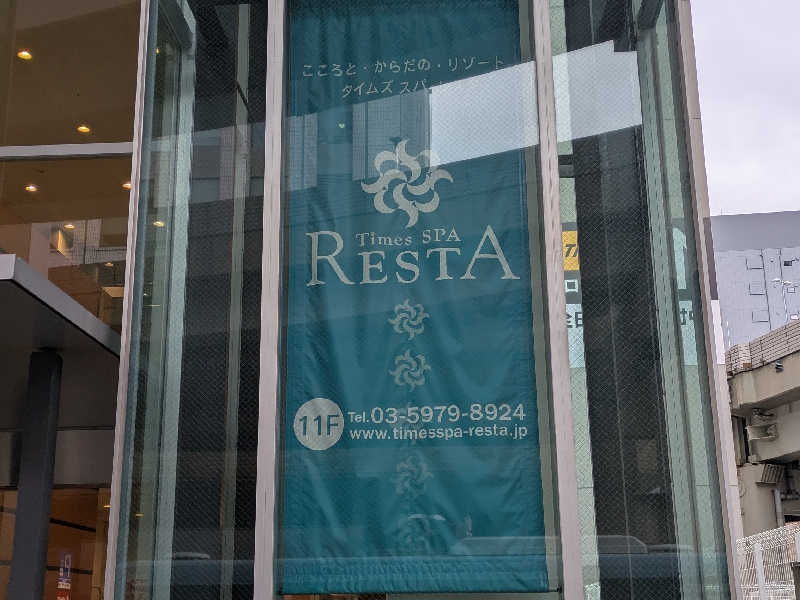 こころと・からだの・リゾート
タイムズ スパ
Times SPA
RESTA
11F
Tel.03-5979-8924
www.timesspa-resta.jp